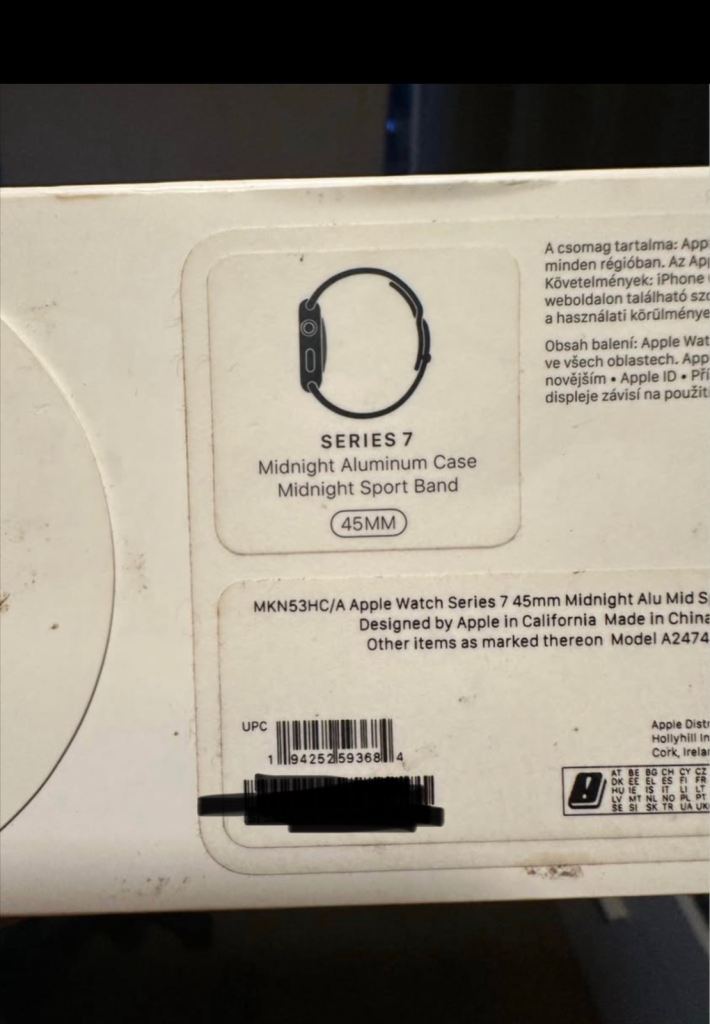 SERIES 7
Midnight Aluminum Case
Midnight Sport Band
45MM
A csomag tartalma: App
minden régióban. Az Ap
Követelmények: iPhone
weboldalon található sz
a használati körülménye
Obsah balení: Apple Wat
ve všech oblastech. App
novějším • Apple ID • Pří
displeje závisí na použit
MKN53HC/A Apple Watch Series 7 45mm Midnight Alu Mid S
Designed by Apple in California Made in China
Other items as marked thereon Model A2474
UPC
1 94252 59368 4
Apple Distr
Hollyhill In
Cork, Irelan
AT BE BG CH CY CZ
DK EE EL ES FI FR
HU IE IS IT LI LT
LV MT NL NO PL PT
SE SI SK TR UA UK